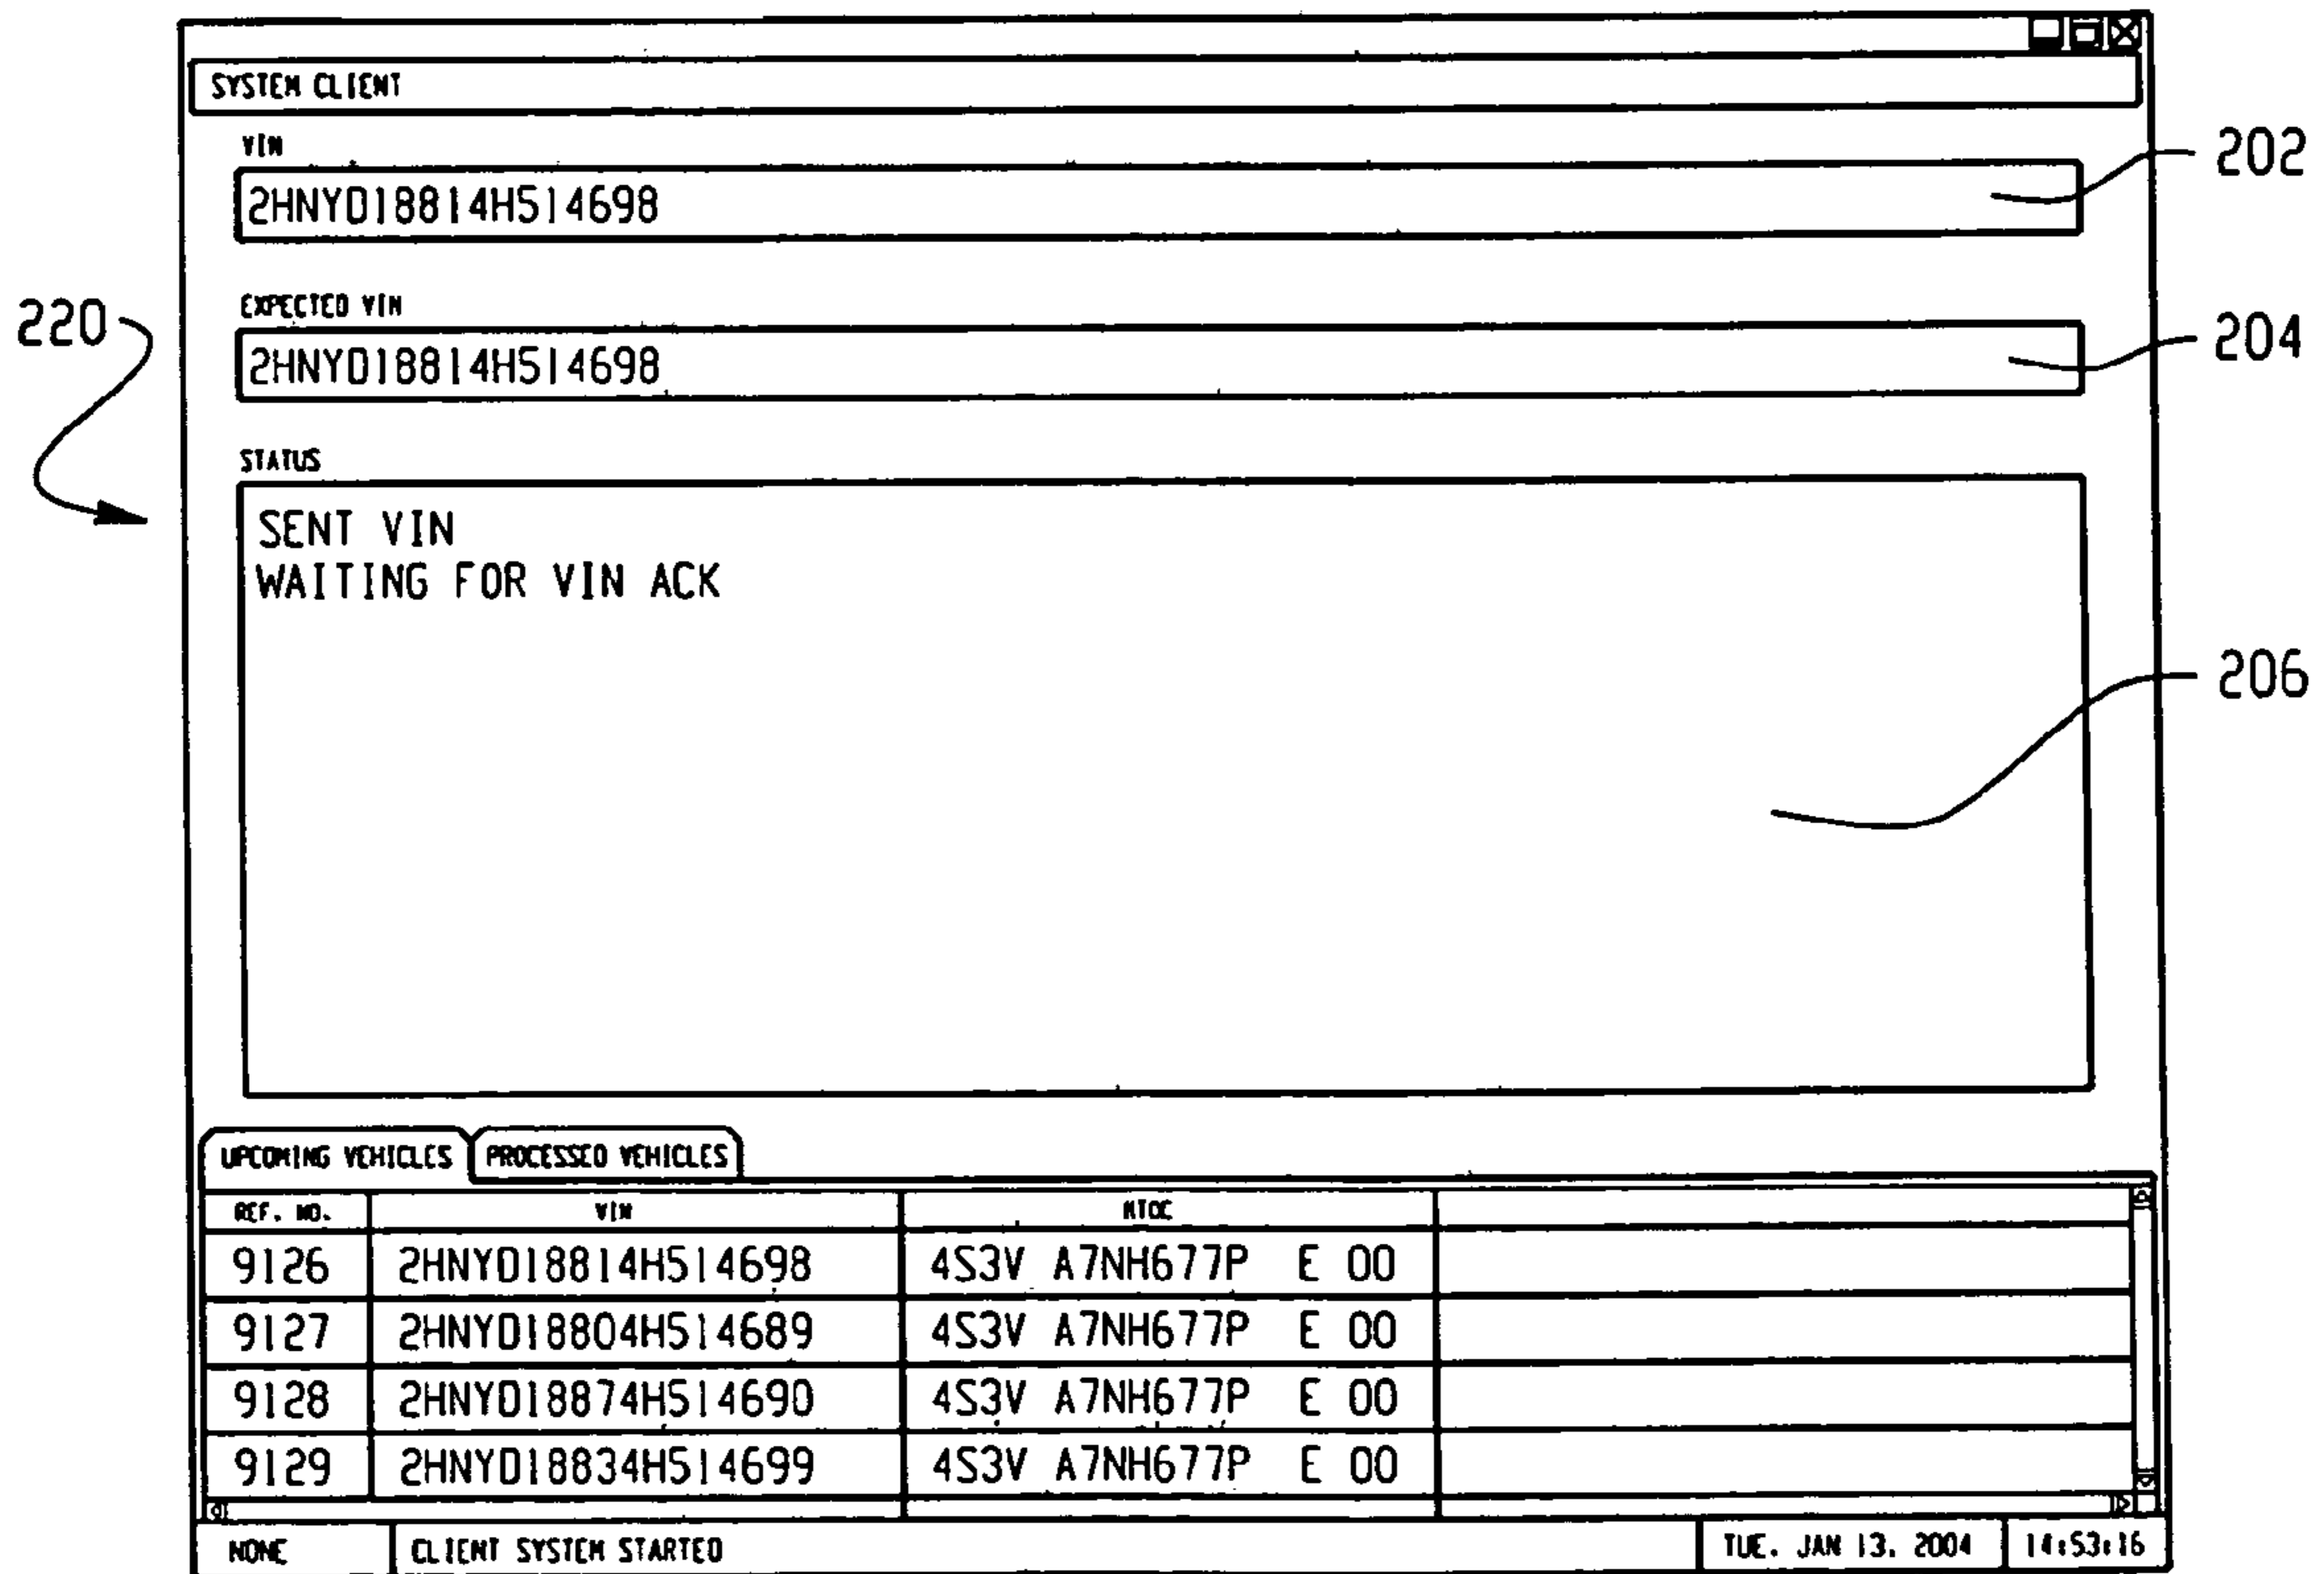 SYSTEM CLIENT
VIN
2HNYD18814H514698
202
EXPECTED VIN
2HNYD18814H514698
220
204
STATUS
SENT VIN
WAITING FOR VIN ACK
206
UPCOMING VEHICLES PROCESSED VEHICLES
REF. NO. VIN MTOC
9126 2HNYD18814H514698 4S3V A7NH677P E 00
9127 2HNYD18804H514689 4S3V A7NH677P E 00
9128 2HNYD18874H514690 4S3V A7NH677P E 00
9129 2HNYD18834H514699 4S3V A7NH677P E 00
NONE CLIENT SYSTEM STARTED TUE. JAN 13. 2004 14:53:16